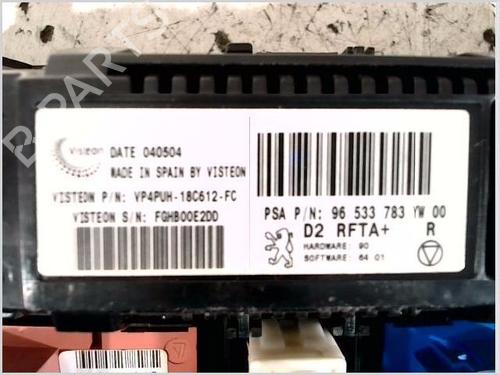 Visteon
DATE 040504
MADE IN SPAIN BY VISTEON
VISTEON P/N: VP4PUH-18C612-FC
VISTEON S/N: FGHB00E2DD
PSA P/N: 96 533 783 YW 00
D2 RFTA+ R
HARDWARE: 90
SOFTWARE: 64 01
B PARTS